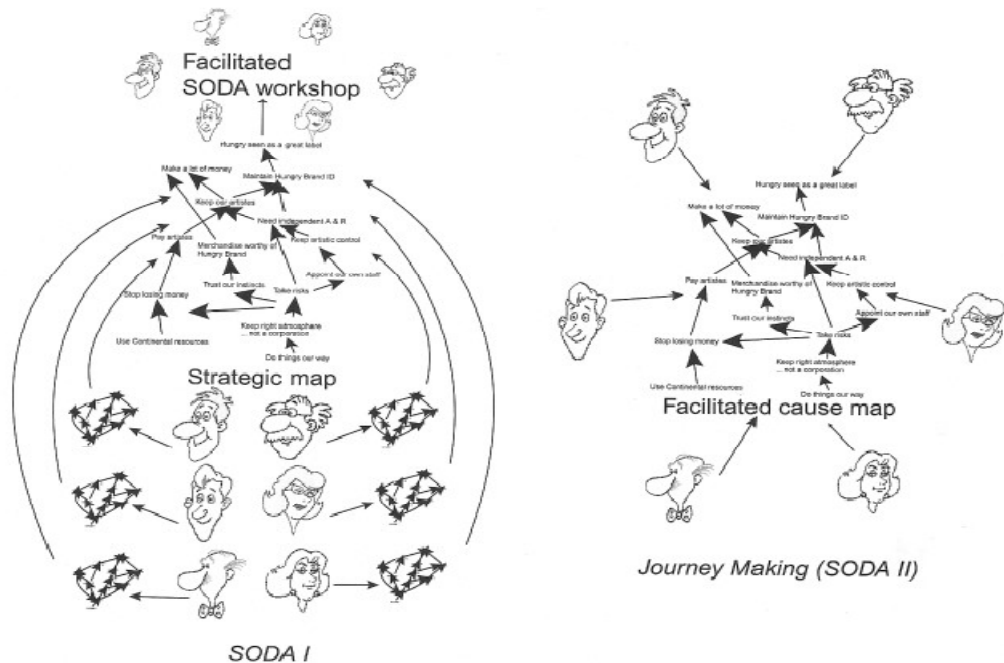 Facilitated
SODA workshop
Hungry seen as a great label
Make a lot of money
Maintain Hungry Brand ID
Keep our artistes
Need independent A & R
Pay artistes
Keep artistic control
Merchandise worthy of
Hungry Brand
Appoint our own staff
Trust our instincts
Take risks
Stop losing money
Keep right atmosphere
... not a corporation
Use Continental resources
Do things our way
Strategic map
SODA I
Hungry seen as a great label
Make a lot of money
Maintain Hungry Brand ID
Keep our artistes
Need independent A & R
Pay artistes
Merchandise worthy of
Hungry Brand
Keep artistic control
Trust our instincts
Appoint our own staff
Take risks
Stop losing money
Keep right atmosphere
... not a corporation
Use Continental resources
Do things our way
Facilitated cause map
Journey Making (SODA II)